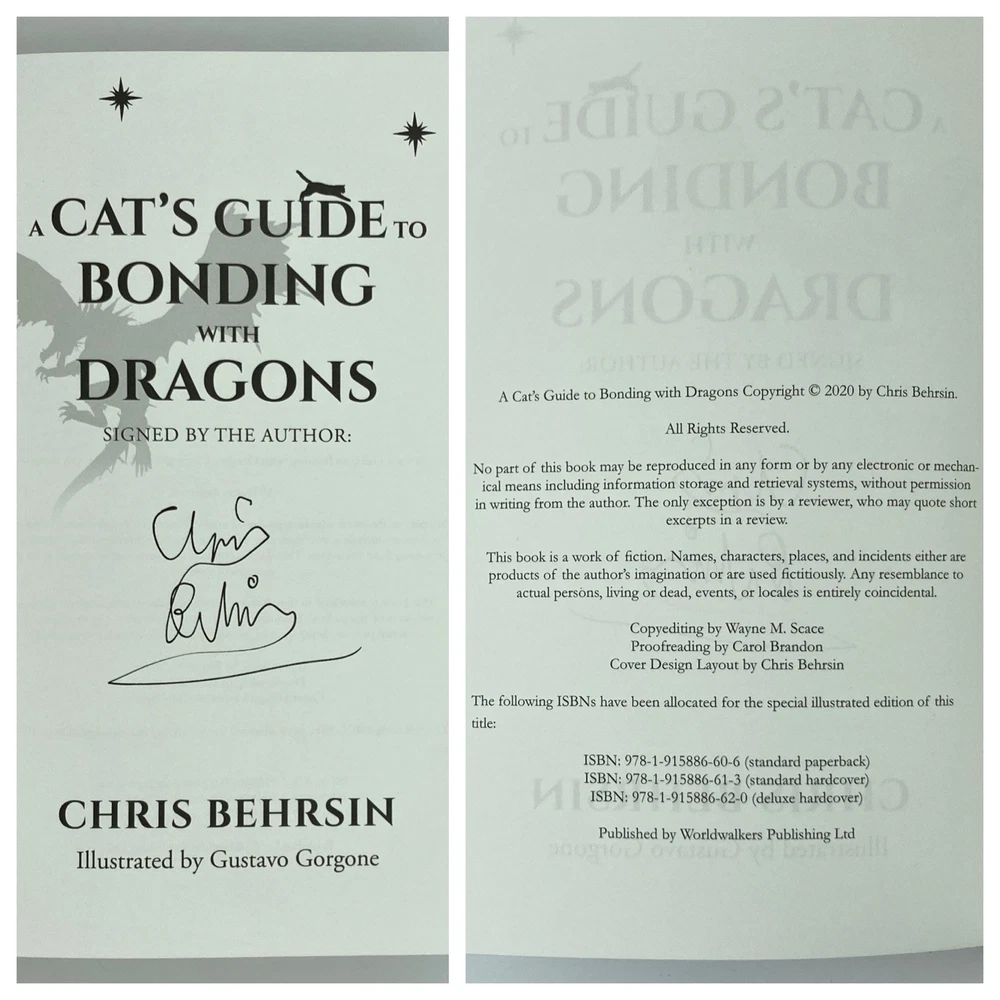 A CAT'S GUIDE TO
BONDING
WITH
DRAGONS
SIGNED BY THE AUTHOR:
Chris
Behrsin
CHRIS BEHRSIN
Illustrated by Gustavo Gorgone
A Cat's Guide to Bonding with Dragons Copyright © 2020 by Chris Behrsin.
All Rights Reserved.
No part of this book may be reproduced in any form or by any electronic or mechan-
ical means including information storage and retrieval systems, without permission
in writing from the author. The only exception is by a reviewer, who may quote short
excerpts in a review.
This book is a work of fiction. Names, characters, places, and incidents either are
products of the author's imagination or are used fictitiously. Any resemblance to
actual persons, living or dead, events, or locales is entirely coincidental.
Copyediting by Wayne M. Scace
Proofreading by Carol Brandon
Cover Design Layout by Chris Behrsin
The following ISBNs have been allocated for the special illustrated edition of this
title:
ISBN: 978-1-915886-60-6 (standard paperback)
ISBN: 978-1-915886-61-3 (standard hardcover)
ISBN: 978-1-915886-62-0 (deluxe hardcover)
Published by Worldwalkers Publishing Ltd